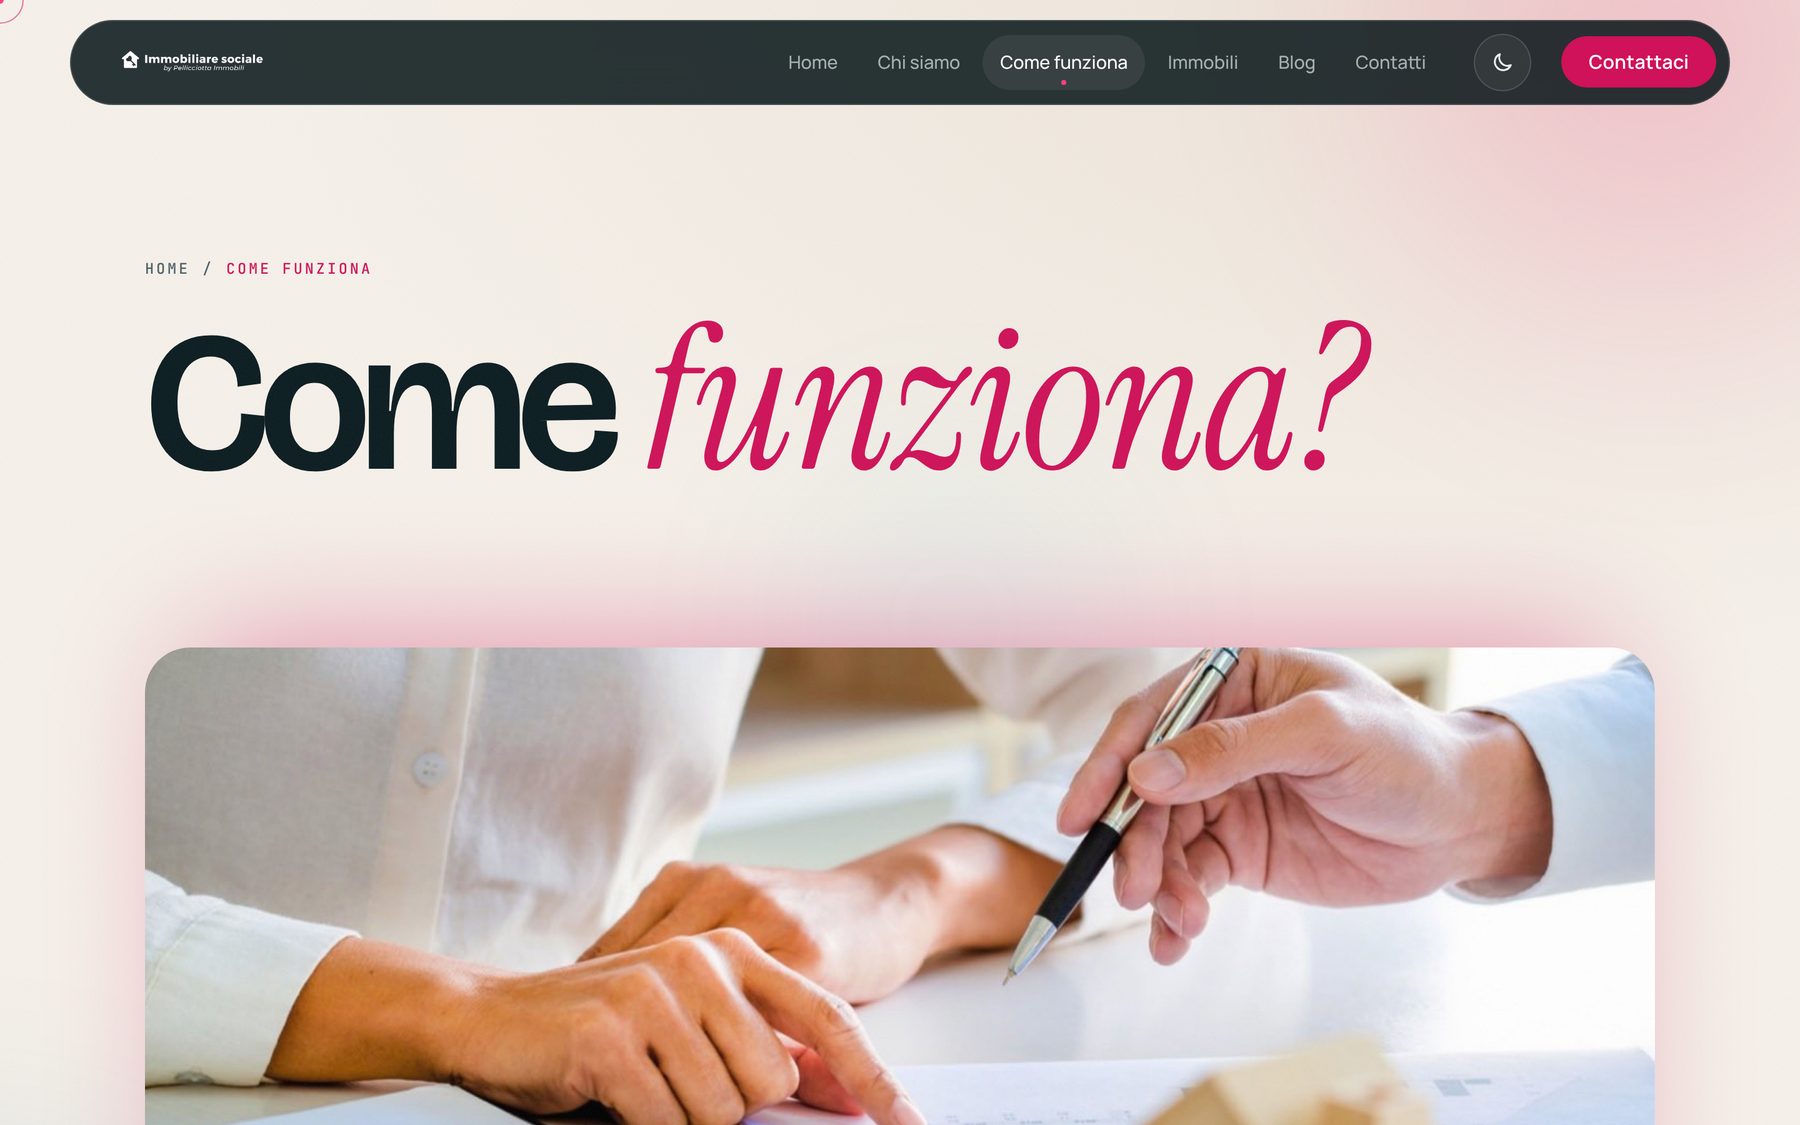 Immobiliare sociale
by Pellicciotta Immobili
Home
Chi siamo
Come funziona
Immobili
Blog
Contatti
Contattaci
HOME / COME FUNZIONA
Come funziona?